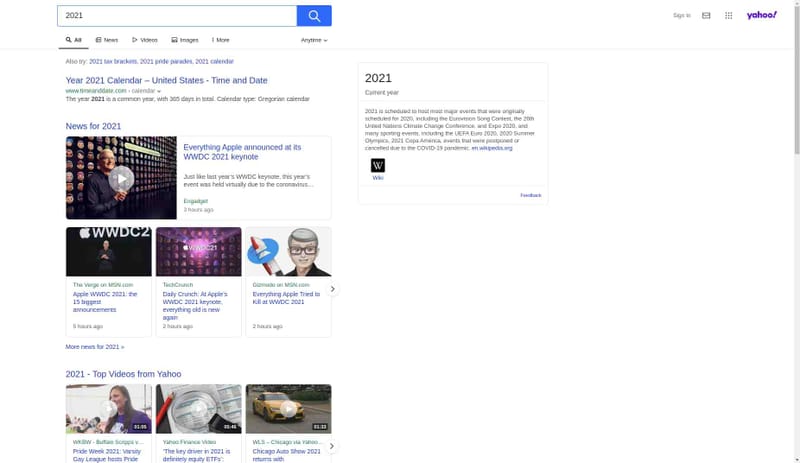 2021
Sign In
yahoo!
All
News
Videos
Images
More
Anytime
Also try: 2021 tax brackets, 2021 pride parades, 2021 calendar
Year 2021 Calendar – United States - Time and Date
www.timeanddate.com › calendar
The year 2021 is a common year, with 365 days in total. Calendar type: Gregorian calendar
News for 2021
Everything Apple announced at its
WWDC 2021 keynote
Just like last year's WWDC keynote, this year's
event was held virtually due to the coronavirus...
Engadget
3 hours ago
WWDC2
The Verge on MSN.com
Apple WWDC 2021: the
15 biggest
announcements
5 hours ago
WWDC21
TechCrunch
Daily Crunch: At Apple's
WWDC 2021 keynote,
everything old is new
again
2 hours ago
Gizmodo on MSN.com
Everything Apple Tried to
Kill at WWDC 2021
2 hours ago
More news for 2021 »
2021 - Top Videos from Yahoo
01:05
WKBW - Buffalo Scripps v...
Pride Week 2021: Varsity
Gay League hosts Pride
05:45
Yahoo Finance Video
'The key driver in 2021 is
definitely equity ETFs':
01:33
WLS – Chicago via Yahoo...
Chicago Auto Show 2021
returns with
2021
Current year
2021 is scheduled to host most major events that were originally
scheduled for 2020, including the Eurovision Song Contest, the 26th
United Nations Climate Change Conference, and Expo 2020, and
many sporting events, including the UEFA Euro 2020, 2020 Summer
Olympics, 2021 Copa América, events that were postponed or
cancelled due to the COVID-19 pandemic. en.wikipedia.org
W
Wiki
Feedback